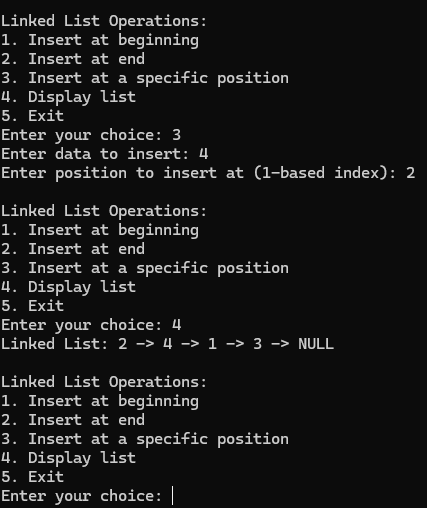 Linked List Operations:
1. Insert at beginning
2. Insert at end
3. Insert at a specific position
4. Display list
5. Exit
Enter your choice: 3
Enter data to insert: 4
Enter position to insert at (1-based index): 2
Linked List Operations:
1. Insert at beginning
2. Insert at end
3. Insert at a specific position
4. Display list
5. Exit
Enter your choice: 4
Linked List: 2 -> 4 -> 1 -> 3 -> NULL
Linked List Operations:
1. Insert at beginning
2. Insert at end
3. Insert at a specific position
4. Display list
5. Exit
Enter your choice: